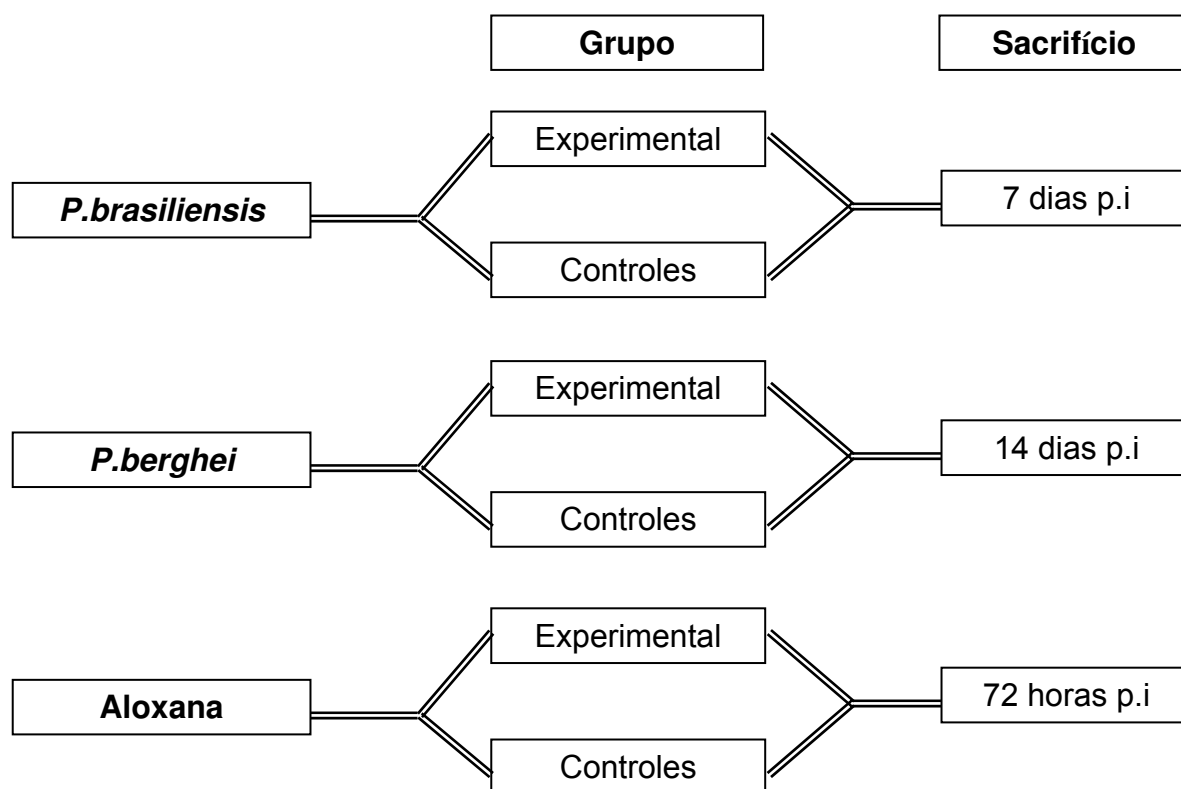 Grupo
Sacrifício
Experimental
P.brasiliensis
7 dias p.i
Controles
Experimental
P.berghei
14 dias p.i
Controles
Experimental
Aloxana
72 horas p.i
Controles